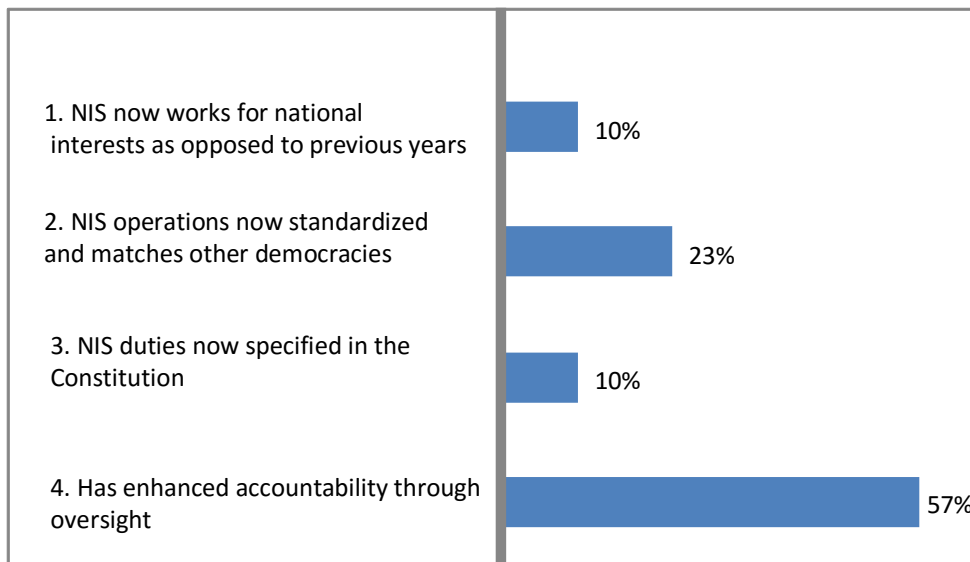 1. NIS now works for national
interests as opposed to previous years
10%
2. NIS operations now standardized
and matches other democracies
23%
3. NIS duties now specified in the
Constitution
10%
4. Has enhanced accountability through
oversight
57%